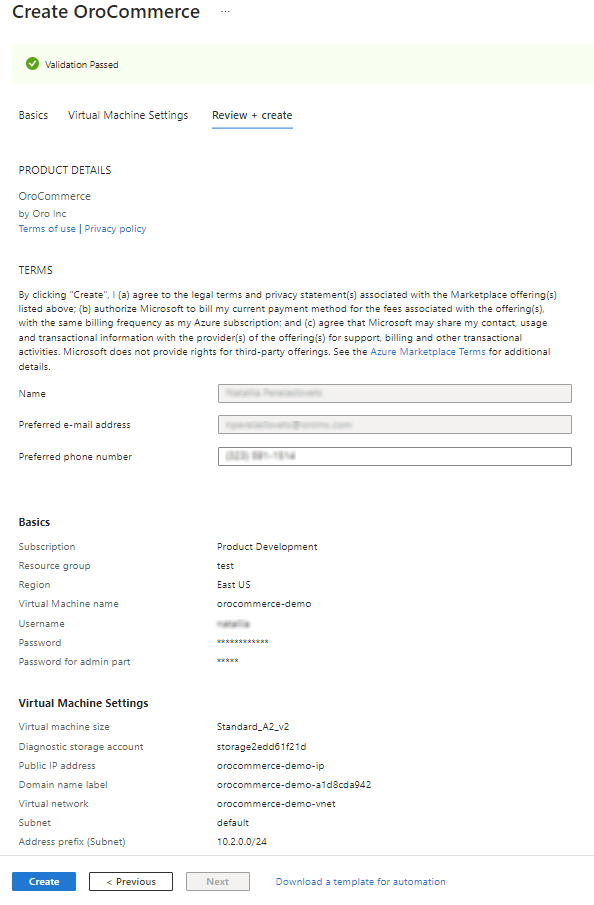 Create OroCommerce ...
Validation Passed
Basics Virtual Machine Settings Review + create
PRODUCT DETAILS
OroCommerce
by Oro Inc
Terms of use | Privacy policy
TERMS
By clicking "Create", I (a) agree to the legal terms and privacy statement(s) associated with the Marketplace offering(s)
listed above; (b) authorize Microsoft to bill my current payment method for the fees associated with the offering(s),
with the same billing frequency as my Azure subscription; and (c) agree that Microsoft may share my contact, usage
and transactional information with the provider(s) of the offering(s) for support, billing and other transactional
activities. Microsoft does not provide rights for third-party offerings. See the Azure Marketplace Terms for additional
details.
Name
Preferred e-mail address
Preferred phone number
Basics
Subscription Product Development
Resource group test
Region East US
Virtual Machine name orocommerce-demo
Username
Password ************
Password for admin part *****
Virtual Machine Settings
Virtual machine size Standard_A2_v2
Diagnostic storage account storage2edd61f21d
Public IP address orocommerce-demo-ip
Domain name label orocommerce-demo-a1d8cda942
Virtual network orocommerce-demo-vnet
Subnet default
Address prefix (Subnet) 10.2.0.0/24
Create < Previous Next Download a template for automation